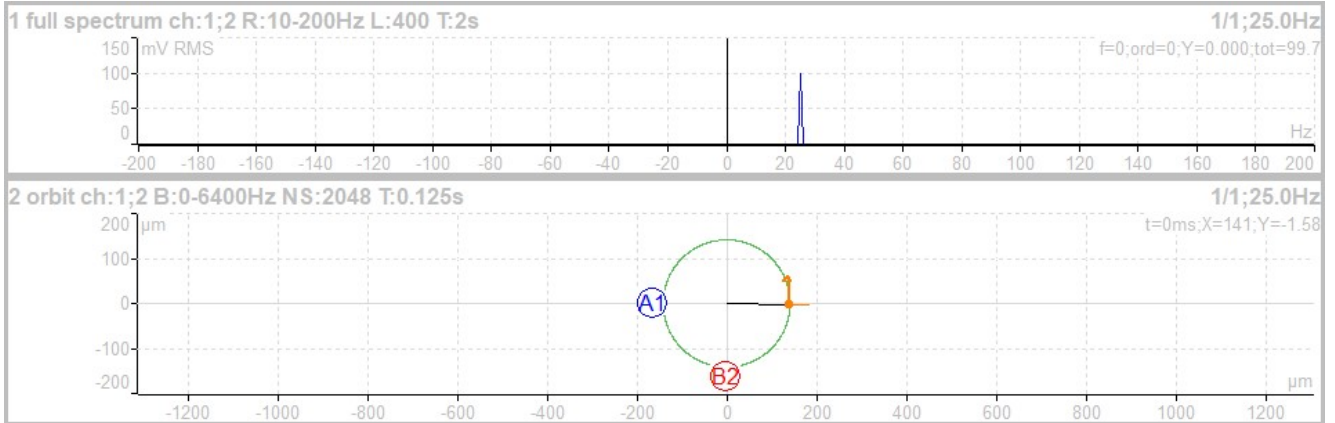 1 full spectrum ch:1;2 R:10-200Hz L:400 T:2s 1/1;25.0Hz
150 mV RMS f=0;ord=0;Y=0.000;tot=99.7
100
50
0 Hz
-200 -180 -160 -140 -120 -100 -80 -60 -40 -20 0 20 40 60 80 100 120 140 160 180 200
2 orbit ch:1;2 B:0-6400Hz NS:2048 T:0.125s 1/1;25.0Hz
200 µm t=0ms;X=141;Y=-1.58
100
0 A1
-100
B2
-200 µm
-1200 -1000 -800 -600 -400 -200 0 200 400 600 800 1000 1200